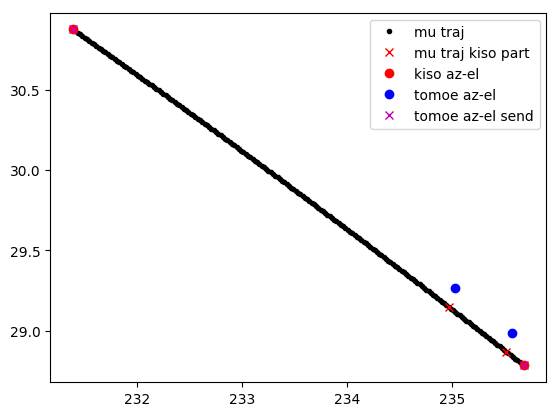 mu traj
mu traj kiso part
kiso az-el
tomoe az-el
tomoe az-el send
30.5
30.0
29.5
29.0
232 233 234 235